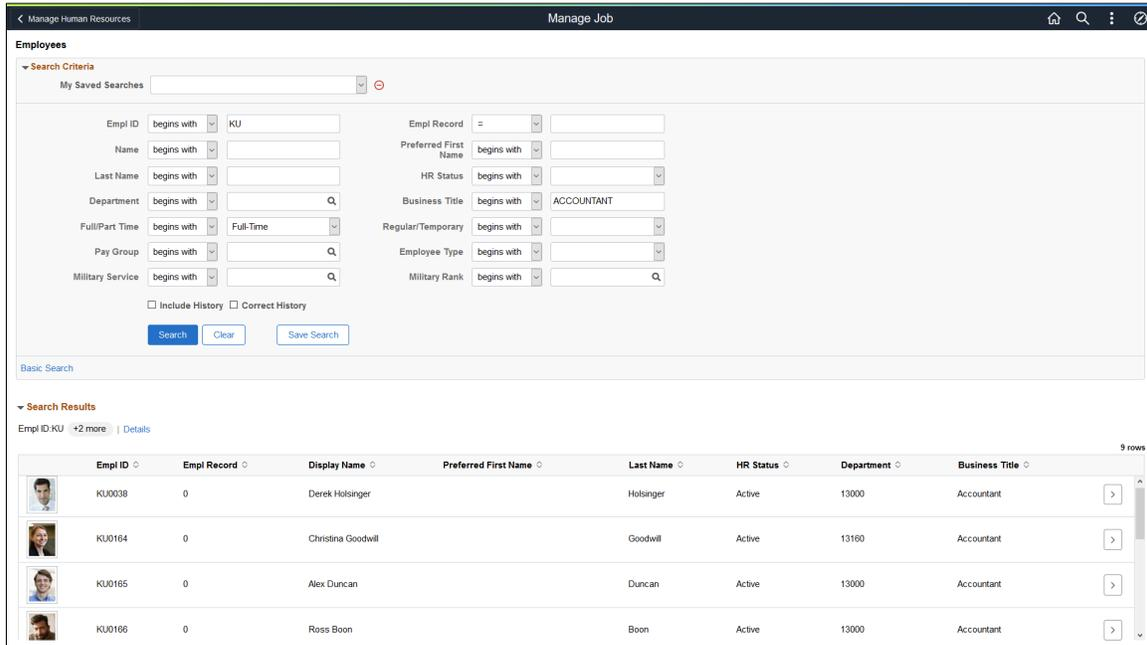 Manage Human Resources Manage Job
Employees
Search Criteria
My Saved Searches
Empl ID begins with KU Empl Record =
Name begins with Preferred First Name begins with
Last Name begins with HR Status begins with
Department begins with Business Title begins with ACCOUNTANT
Full/Part Time begins with Full-Time Regular/Temporary begins with
Pay Group begins with Employee Type begins with
Military Service begins with Military Rank begins with
Include History Correct History
Search Clear Save Search
Basic Search
Search Results
Empl ID:KU +2 more | Details
9 rows
Empl ID Empl Record Display Name Preferred First Name Last Name HR Status Department Business Title
KU0038 0 Derek Holsinger Holsinger Active 13000 Accountant
KU0164 0 Christina Goodwill Goodwill Active 13160 Accountant
KU0165 0 Alex Duncan Duncan Active 13000 Accountant
KU0166 0 Ross Boon Boon Active 13000 Accountant